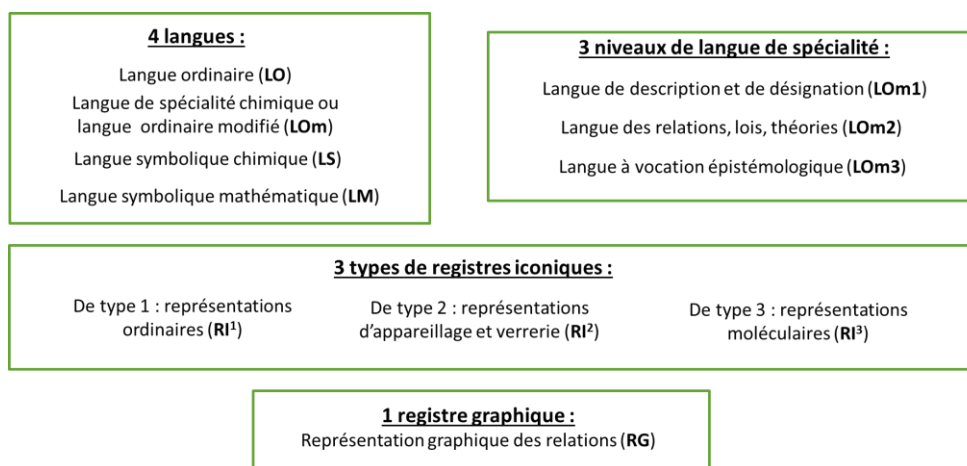 4 langues :
Langue ordinaire (LO)
Langue de spécialité chimique ou
langue ordinaire modifié (LOm)
Langue symbolique chimique (LS)
Langue symbolique mathématique (LM)
3 niveaux de langue de spécialité :
Langue de description et de désignation (LOm1)
Langue des relations, lois, théories (LOm2)
Langue à vocation épistémologique (LOm3)
3 types de registres iconiques :
De type 1 : représentations
ordinaires (RI¹)
De type 2 : représentations
d'appareillage et verrerie (RI²)
De type 3 : représentations
moléculaires (RI³)
1 registre graphique :
Représentation graphique des relations (RG)